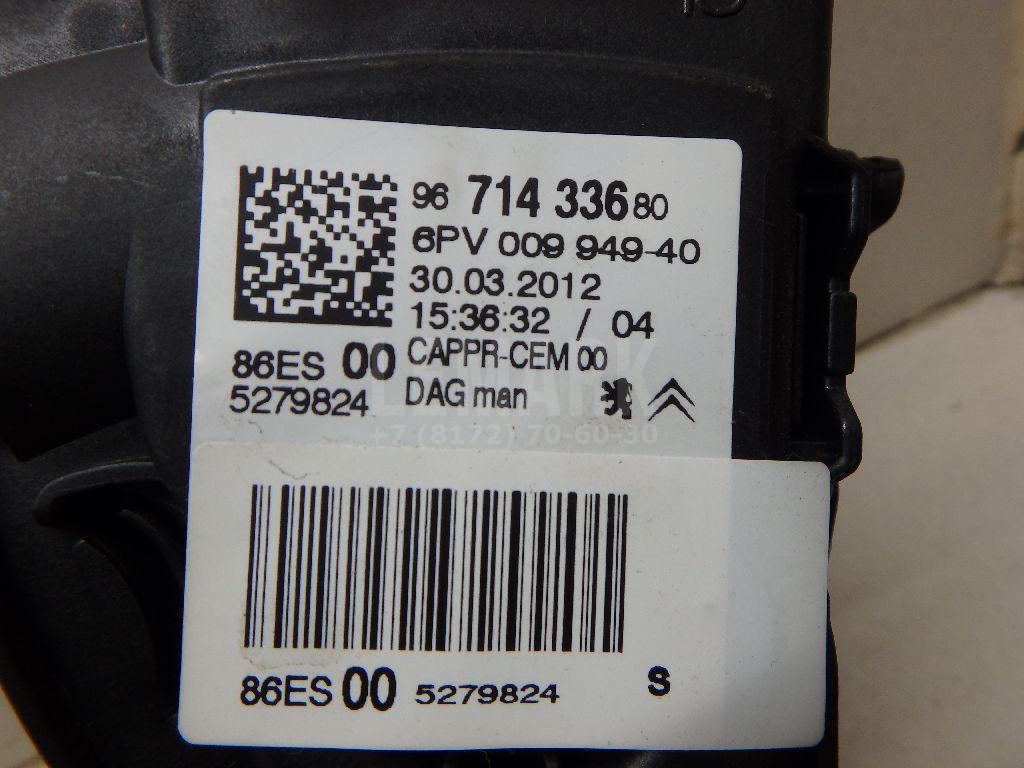 96 714 336 80
6PV 009 949-40
30.03.2012
15:36:32 / 04
86ES 00 CAPPR-CEM 00
5279824 DAG man
LEMARK
+7 (8172) 70-60-30
86ES 00 5279824 S